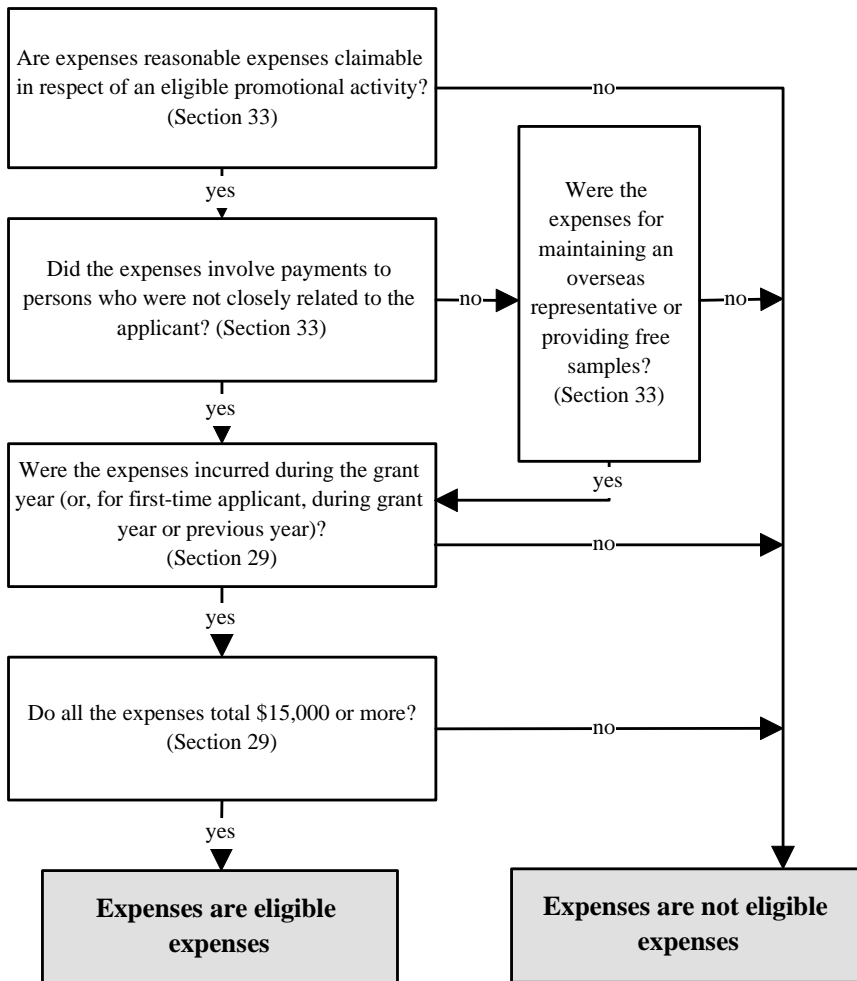 Are expenses reasonable expenses claimable
in respect of an eligible promotional activity?
(Section 33)
no
yes
Were the
expenses for
maintaining an
overseas
representative or
providing free
samples?
(Section 33)
Did the expenses involve payments to
persons who were not closely related to the
applicant? (Section 33)
no
no
yes
yes
Were the expenses incurred during the grant
year (or, for first-time applicant, during grant
year or previous year)?
(Section 29)
no
yes
Do all the expenses total $15,000 or more?
(Section 29)
no
yes
Expenses are eligible
expenses
Expenses are not eligible
expenses